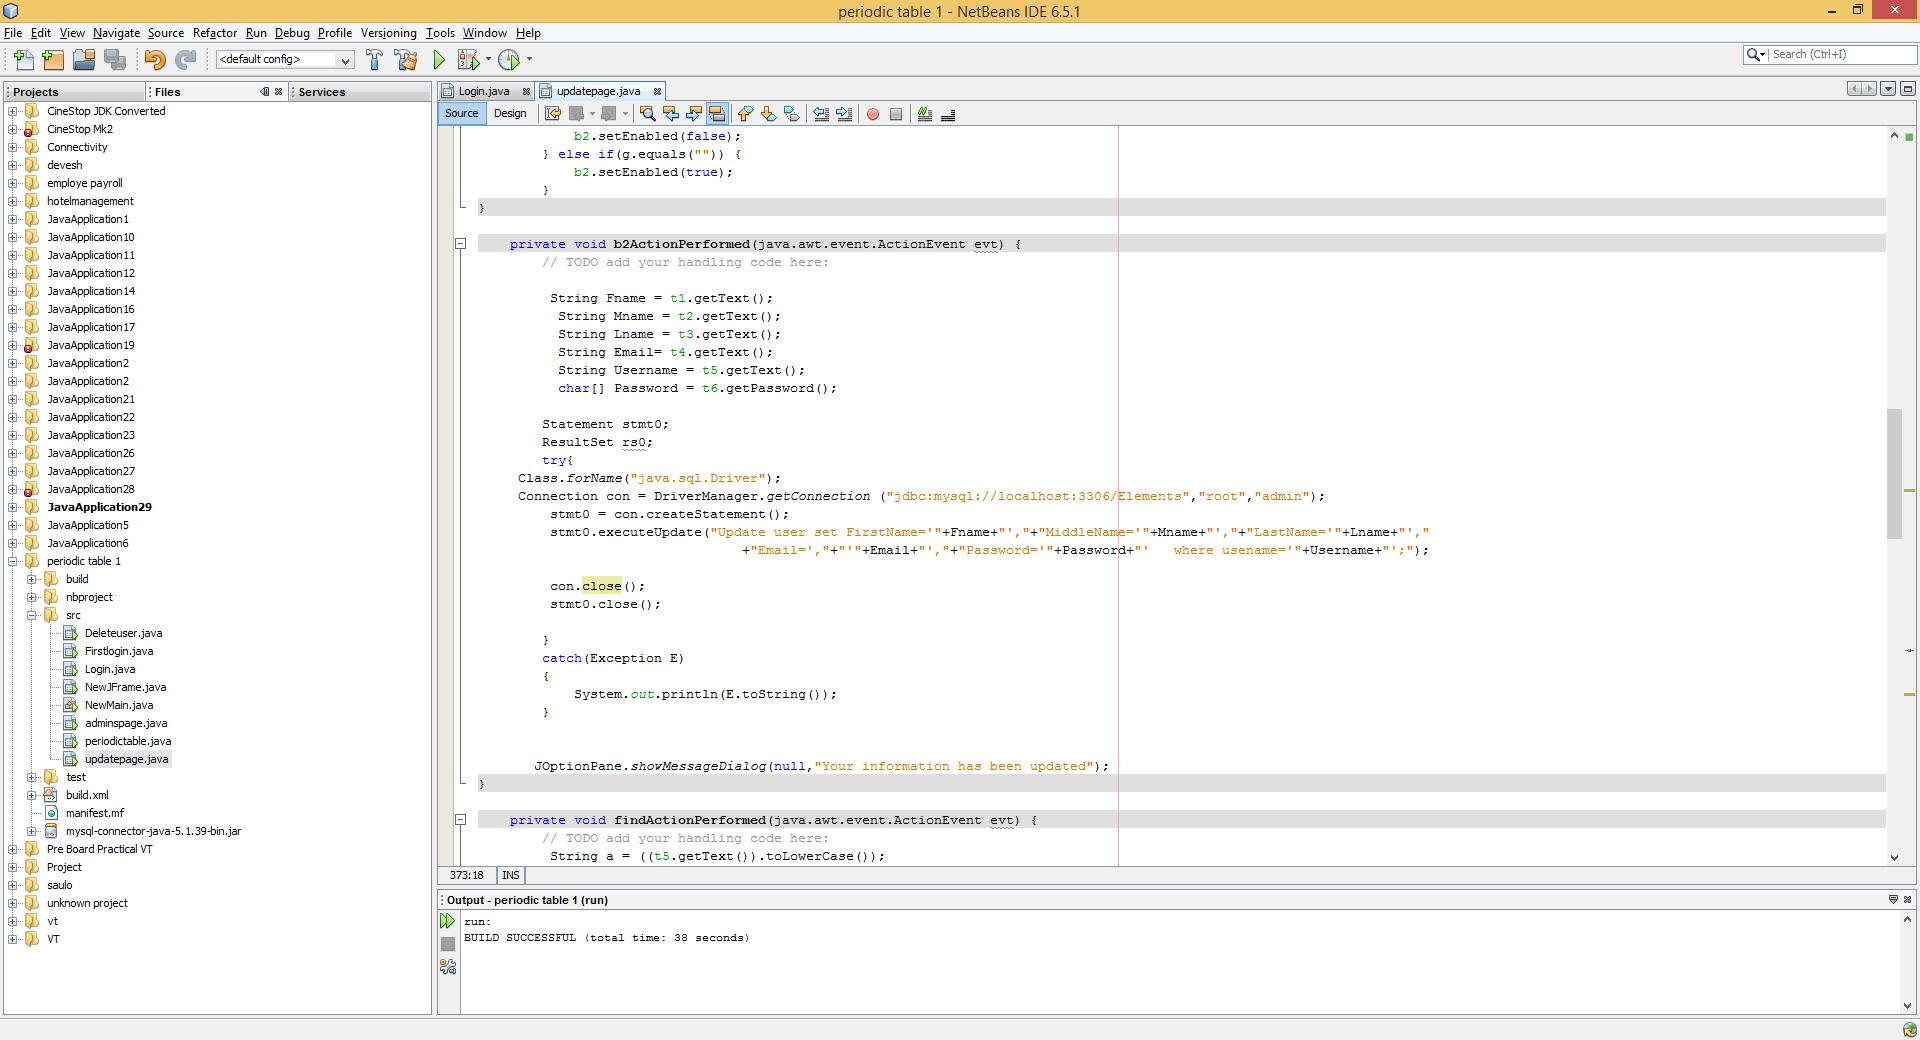 periodic table 1 - NetBeans IDE 6.5.1
File Edit View Navigate Source Refactor Run Debug Profile Versioning Tools Window Help
<default config>
Search (Ctrl+I)
Projects Files Services
CineStop JDK Converted
CineStop Mk2
Connectivity
devesh
employe payroll
hotelmanagement
JavaApplication1
JavaApplication10
JavaApplication11
JavaApplication12
JavaApplication14
JavaApplication16
JavaApplication17
JavaApplication19
JavaApplication2
JavaApplication2
JavaApplication21
JavaApplication22
JavaApplication23
JavaApplication26
JavaApplication27
JavaApplication28
JavaApplication29
JavaApplication5
JavaApplication6
periodic table 1
build
nbproject
src
Deleteuser.java
Firstlogin.java
Login.java
NewJFrame.java
NewMain.java
adminspage.java
periodictable.java
updatepage.java
test
build.xml
manifest.mf
mysql-connector-java-5.1.39-bin.jar
Pre Board Practical VT
Project
saulo
unknown project
vt
VT
Login.java updatepage.java
Source Design
b2.setEnabled(false);
} else if(g.equals("")) {
b2.setEnabled(true);
}
}
private void b2ActionPerformed(java.awt.event.ActionEvent evt) {
// TODO add your handling code here:
String Fname = t1.getText();
String Mname = t2.getText();
String Lname = t3.getText();
String Email= t4.getText();
String Username = t5.getText();
char[] Password = t6.getPassword();
Statement stmt0;
ResultSet rs0;
try{
Class.forName("java.sql.Driver");
Connection con = DriverManager.getConnection ("jdbc:mysql://localhost:3306/Elements","root","admin");
stmt0 = con.createStatement();
stmt0.executeUpdate("Update user set FirstName='"+Fname+"',"+"MiddleName='"+Mname+"',"+"LastName='"+Lname+"',"
+"Email=',"+"'"+Email+"',"+"Password='"+Password+"'   where usename='"+Username+"';");
con.close();
stmt0.close();
}
catch(Exception E)
{
System.out.println(E.toString());
}
JOptionPane.showMessageDialog(null,"Your information has been updated");
}
private void findActionPerformed(java.awt.event.ActionEvent evt) {
// TODO add your handling code here:
String a = ((t5.getText()).toLowerCase());
373:18 INS
Output - periodic table 1 (run)
run:
BUILD SUCCESSFUL (total time: 38 seconds)